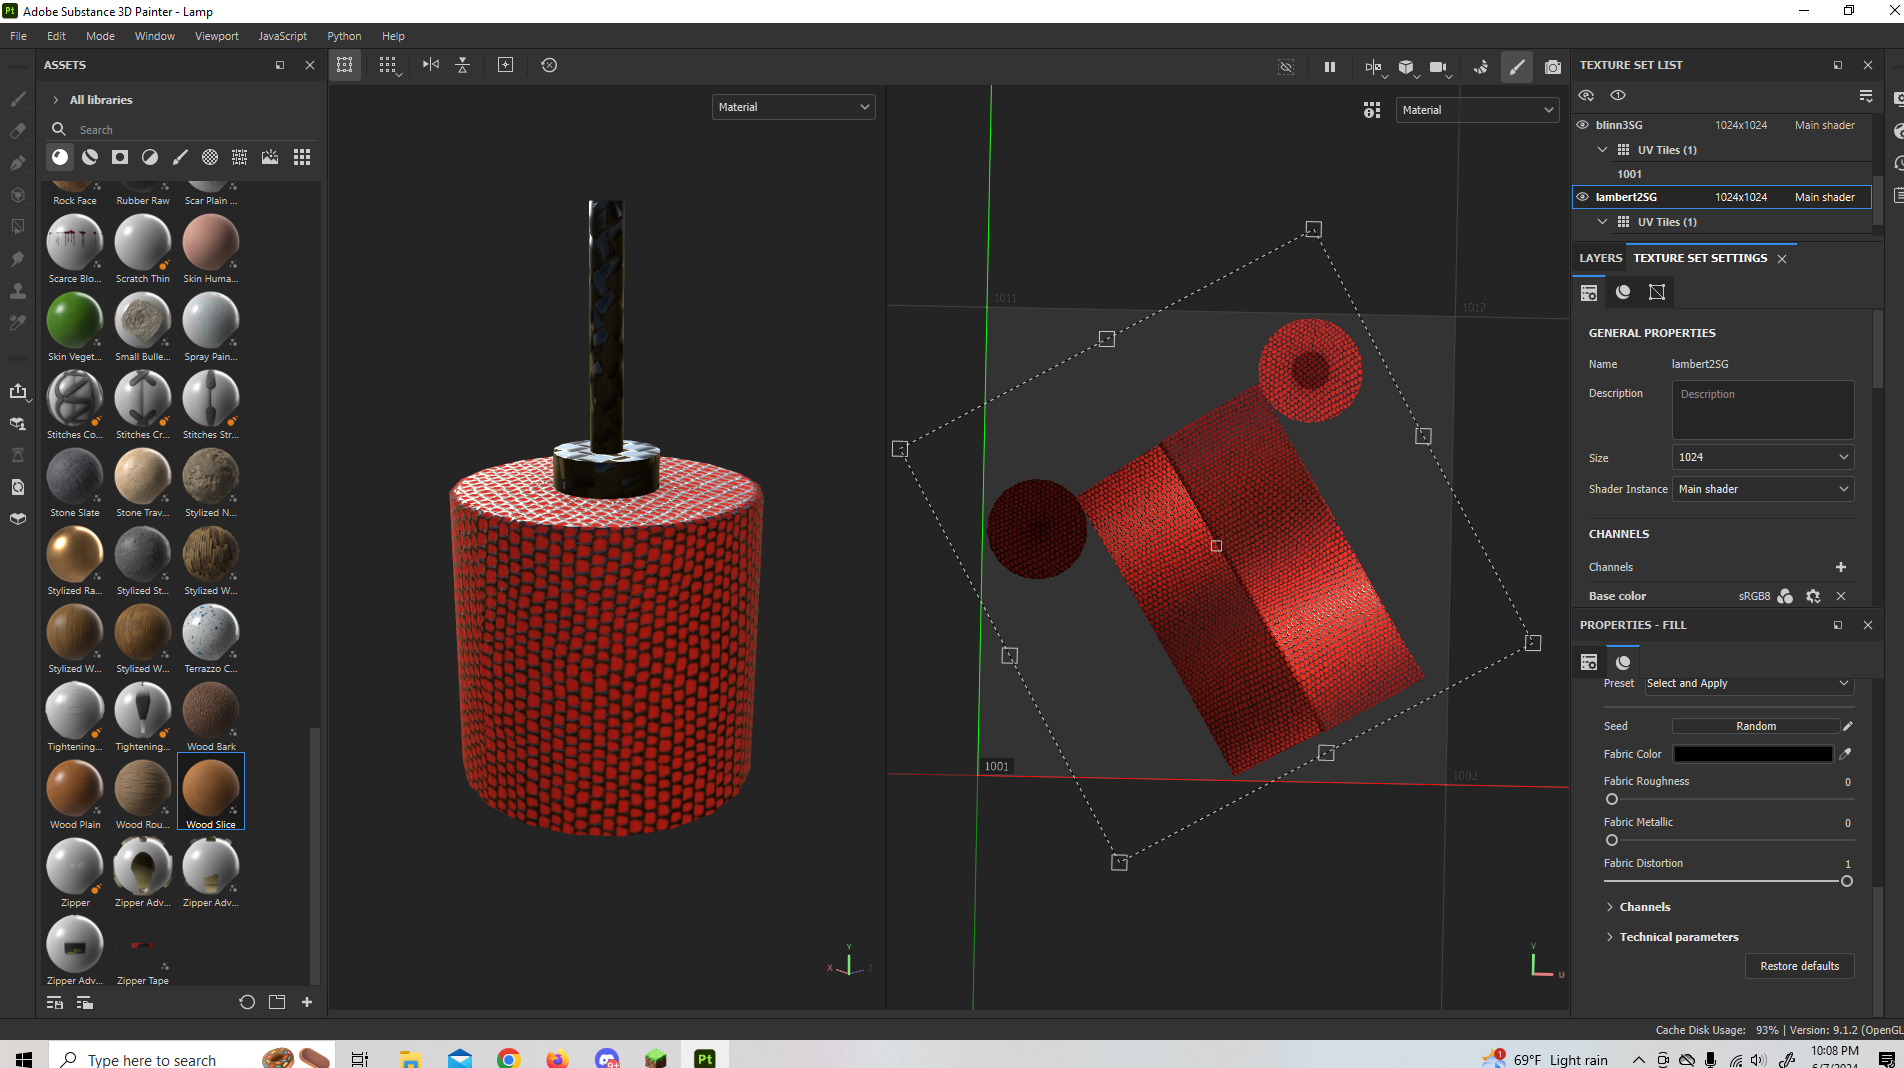 Pt Adobe Substance 3D Painter - Lamp
File Edit Mode Window Viewport JavaScript Python Help
ASSETS
All libraries
Search
Rock Face Rubber Raw Scar Plain ...
Scarce Blo... Scratch Thin Skin Huma...
Skin Veget... Small Bulle... Spray Pain...
Stitches Co... Stitches Cr... Stitches Str...
Stone Slate Stone Trav... Stylized N...
Stylized Ra... Stylized St... Stylized W...
Stylized W... Stylized W... Terrazzo C...
Tightening... Tightening... Wood Bark
Wood Plain Wood Rou... Wood Slice
Zipper Zipper Adv... Zipper Adv...
Zipper Adv... Zipper Tape
Material
Y
X Z
Material
1011
1012
1001
1002
V
U
TEXTURE SET LIST
blinn3SG 1024x1024 Main shader
UV Tiles (1)
1001
lambert2SG 1024x1024 Main shader
UV Tiles (1)
LAYERS TEXTURE SET SETTINGS
GENERAL PROPERTIES
Name lambert2SG
Description Description
Size 1024
Shader Instance Main shader
CHANNELS
Channels
Base color sRGB8
PROPERTIES - FILL
Preset Select and Apply
Seed Random
Fabric Color
Fabric Roughness 0
Fabric Metallic 0
Fabric Distortion 1
Channels
Technical parameters
Restore defaults
Cache Disk Usage: 93% | Version: 9.1.2 (OpenGL
Type here to search
Pt
1
69°F Light rain
10:08 PM
6/7/2024